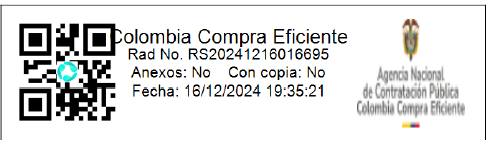 Colombia Compra Eficiente
Rad No. RS20241216016695
Anexos: No Con copia: No
Fecha: 16/12/2024 19:35:21
Agencia Nacional
de Contratación Pública
Colombia Compra Eficiente